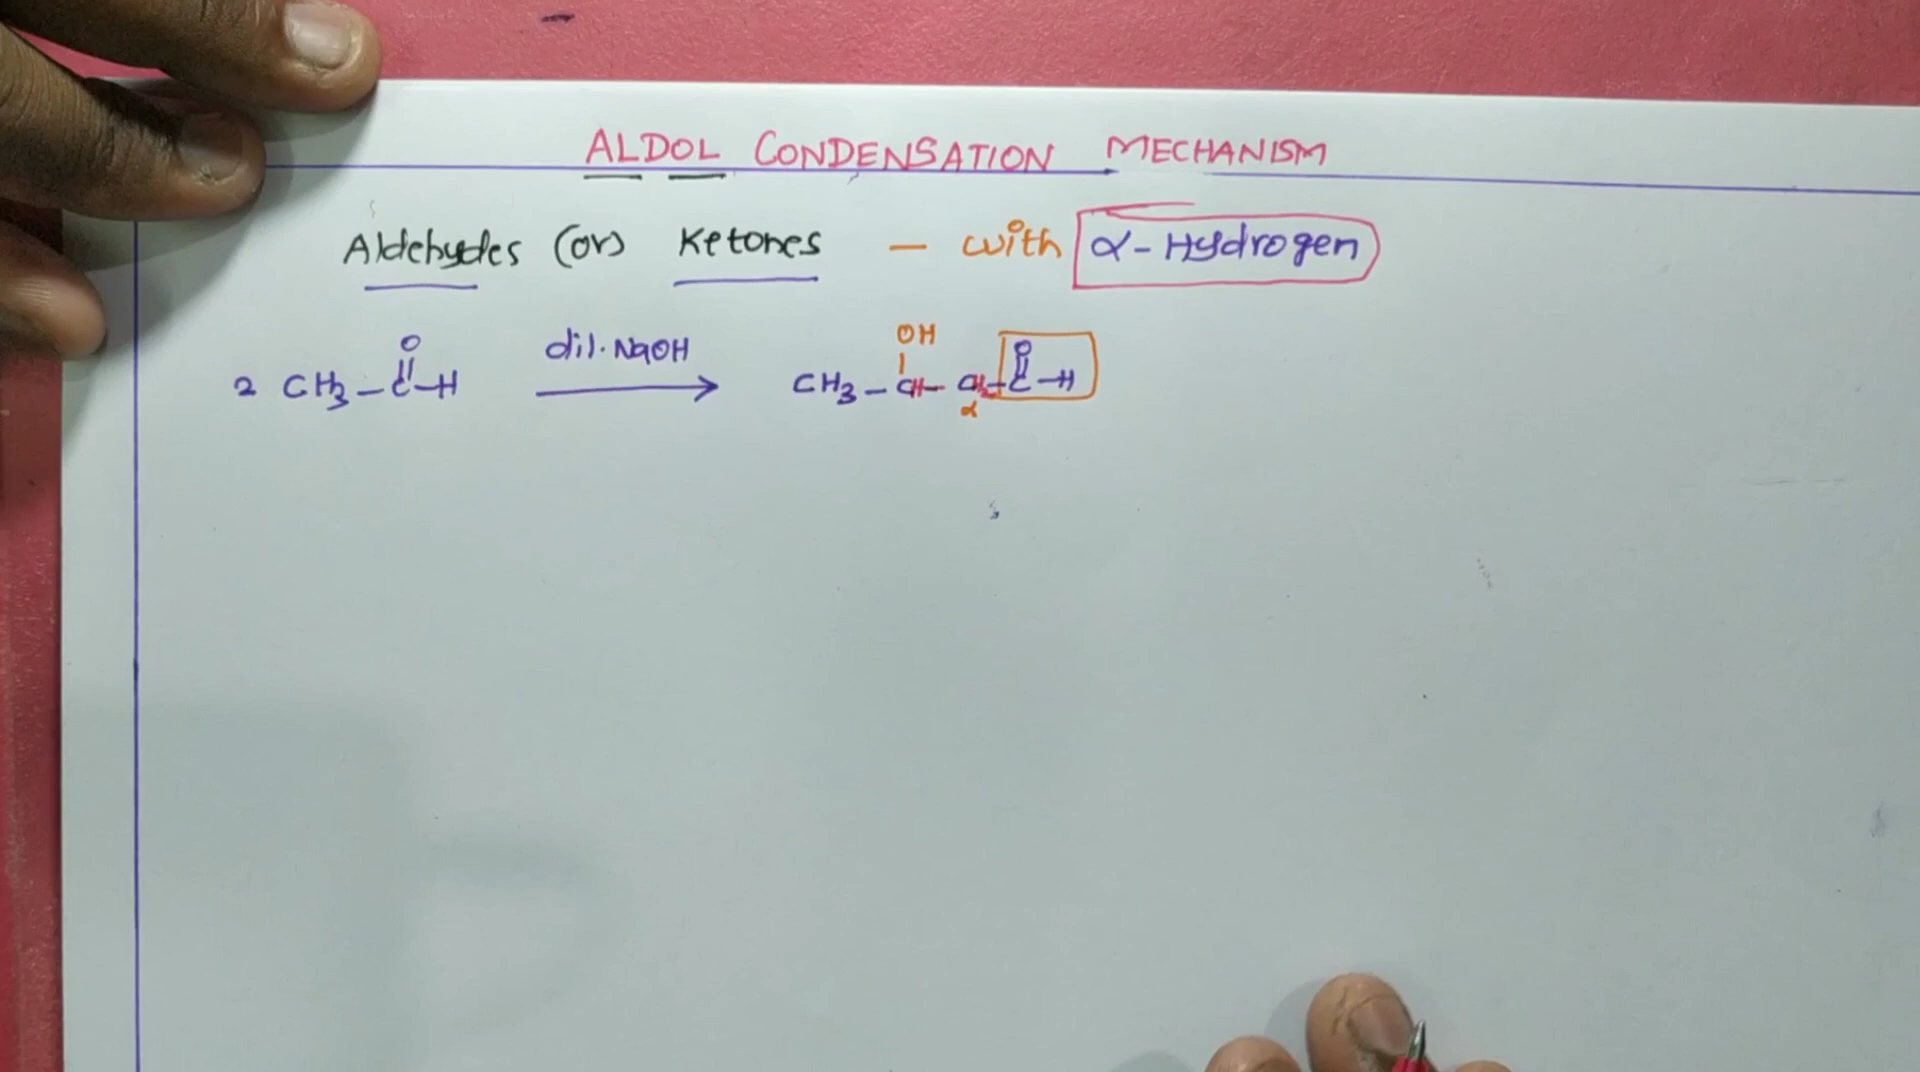 ALDOL CONDENSATION MECHANISM
Aldehydes (or) Ketones - with α-Hydrogen
O dil. NaOH OH O
2 CH3-C-H → CH3-CH-CH2-C-H
α